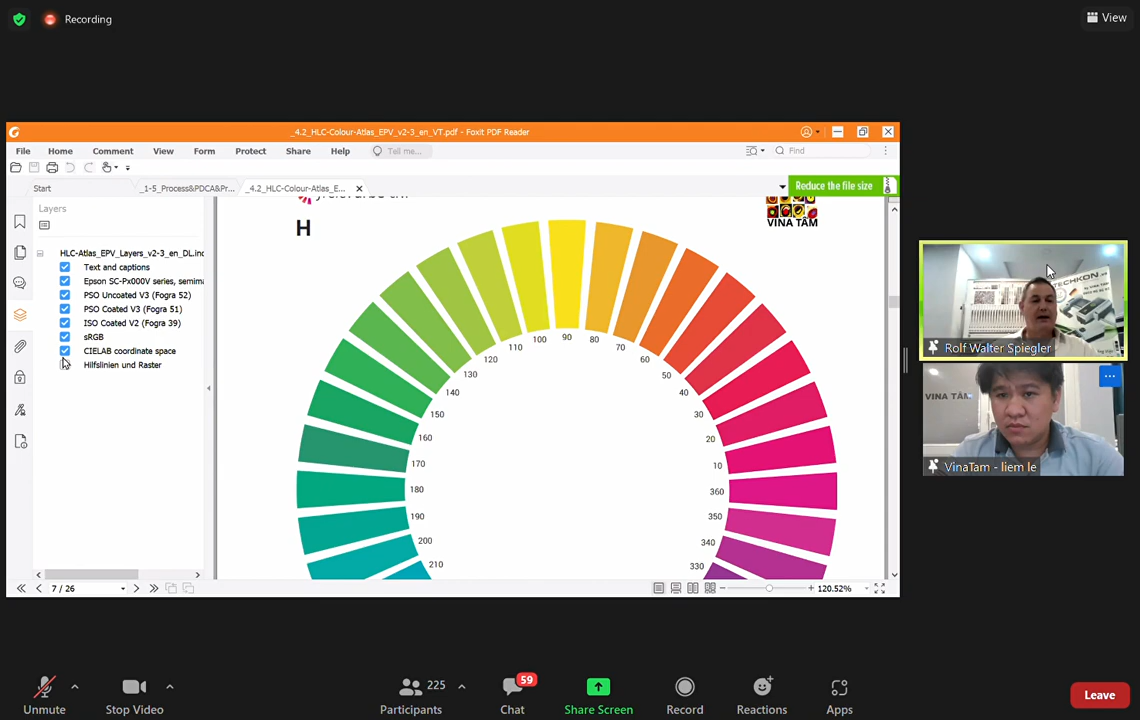 Recording
View
_4.2_HLC-Colour-Atlas_EPV_v2-3_en_VT.pdf - Foxit PDF Reader
File Home Comment View Form Protect Share Help Tell me... Find
Start _1-5_Process&PDCA&Pr... _4.2_HLC-Colour-Atlas_E... Reduce the file size
Layers
HLC-Atlas_EPV_Layers_v2-3_en_DL.inc
Text and captions
Epson SC-Px000V series, semima
PSO Uncoated V3 (Fogra 52)
PSO Coated V3 (Fogra 51)
ISO Coated V2 (Fogra 39)
sRGB
CIELAB coordinate space
Hilfslinien und Raster
H
VINA TÂM
210
200
190
180
170
160
150
140
130
120
110
100
90
80
70
60
50
40
30
20
10
360
350
340
330
7 / 26
120.52%
TECHKON
Rolf Walter Spiegler
VINA TÂM
VinaTam - liem le
Unmute
Stop Video
225
Participants
59
Chat
Share Screen
Record
Reactions
Apps
Leave